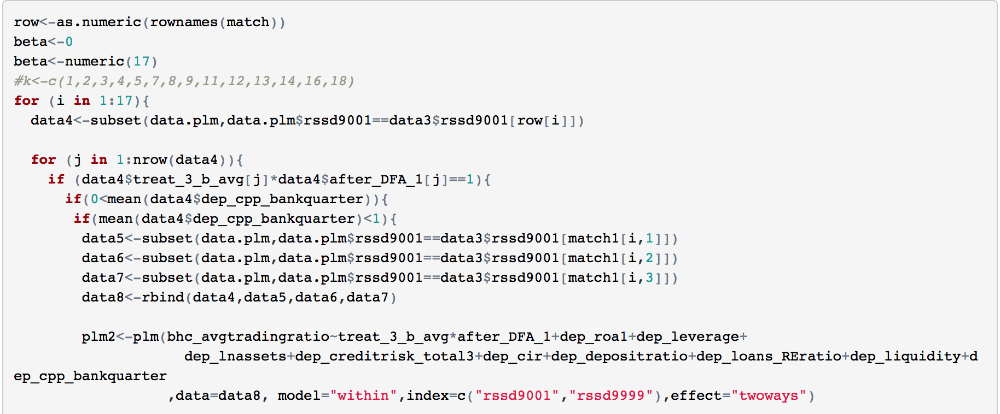 row<-as.numeric(rownames(match))
beta<-0
beta<-numeric(17)
#k<-c(1,2,3,4,5,7,8,9,11,12,13,14,16,18)
for (i in 1:17){
  data4<-subset(data.plm,data.plm$rssd9001==data3$rssd9001[row[i]])
  for (j in 1:nrow(data4)){
    if (data4$treat_3_b_avg[j]*data4$after_DFA_1[j]==1){
      if(0<mean(data4$dep_cpp_bankquarter)){
       if(mean(data4$dep_cpp_bankquarter)<1){
        data5<-subset(data.plm,data.plm$rssd9001==data3$rssd9001[match1[i,1]])
        data6<-subset(data.plm,data.plm$rssd9001==data3$rssd9001[match1[i,2]])
        data7<-subset(data.plm,data.plm$rssd9001==data3$rssd9001[match1[i,3]])
        data8<-rbind(data4,data5,data6,data7)
        plm2<-plm(bhc_avgtradingratio~treat_3_b_avg*after_DFA_1+dep_roa1+dep_leverage+
                    dep_lnassets+dep_creditrisk_total3+dep_cir+dep_depositratio+dep_loans_REratio+dep_liquidity+d
ep_cpp_bankquarter
                  ,data=data8, model="within",index=c("rssd9001","rssd9999"),effect="twoways")